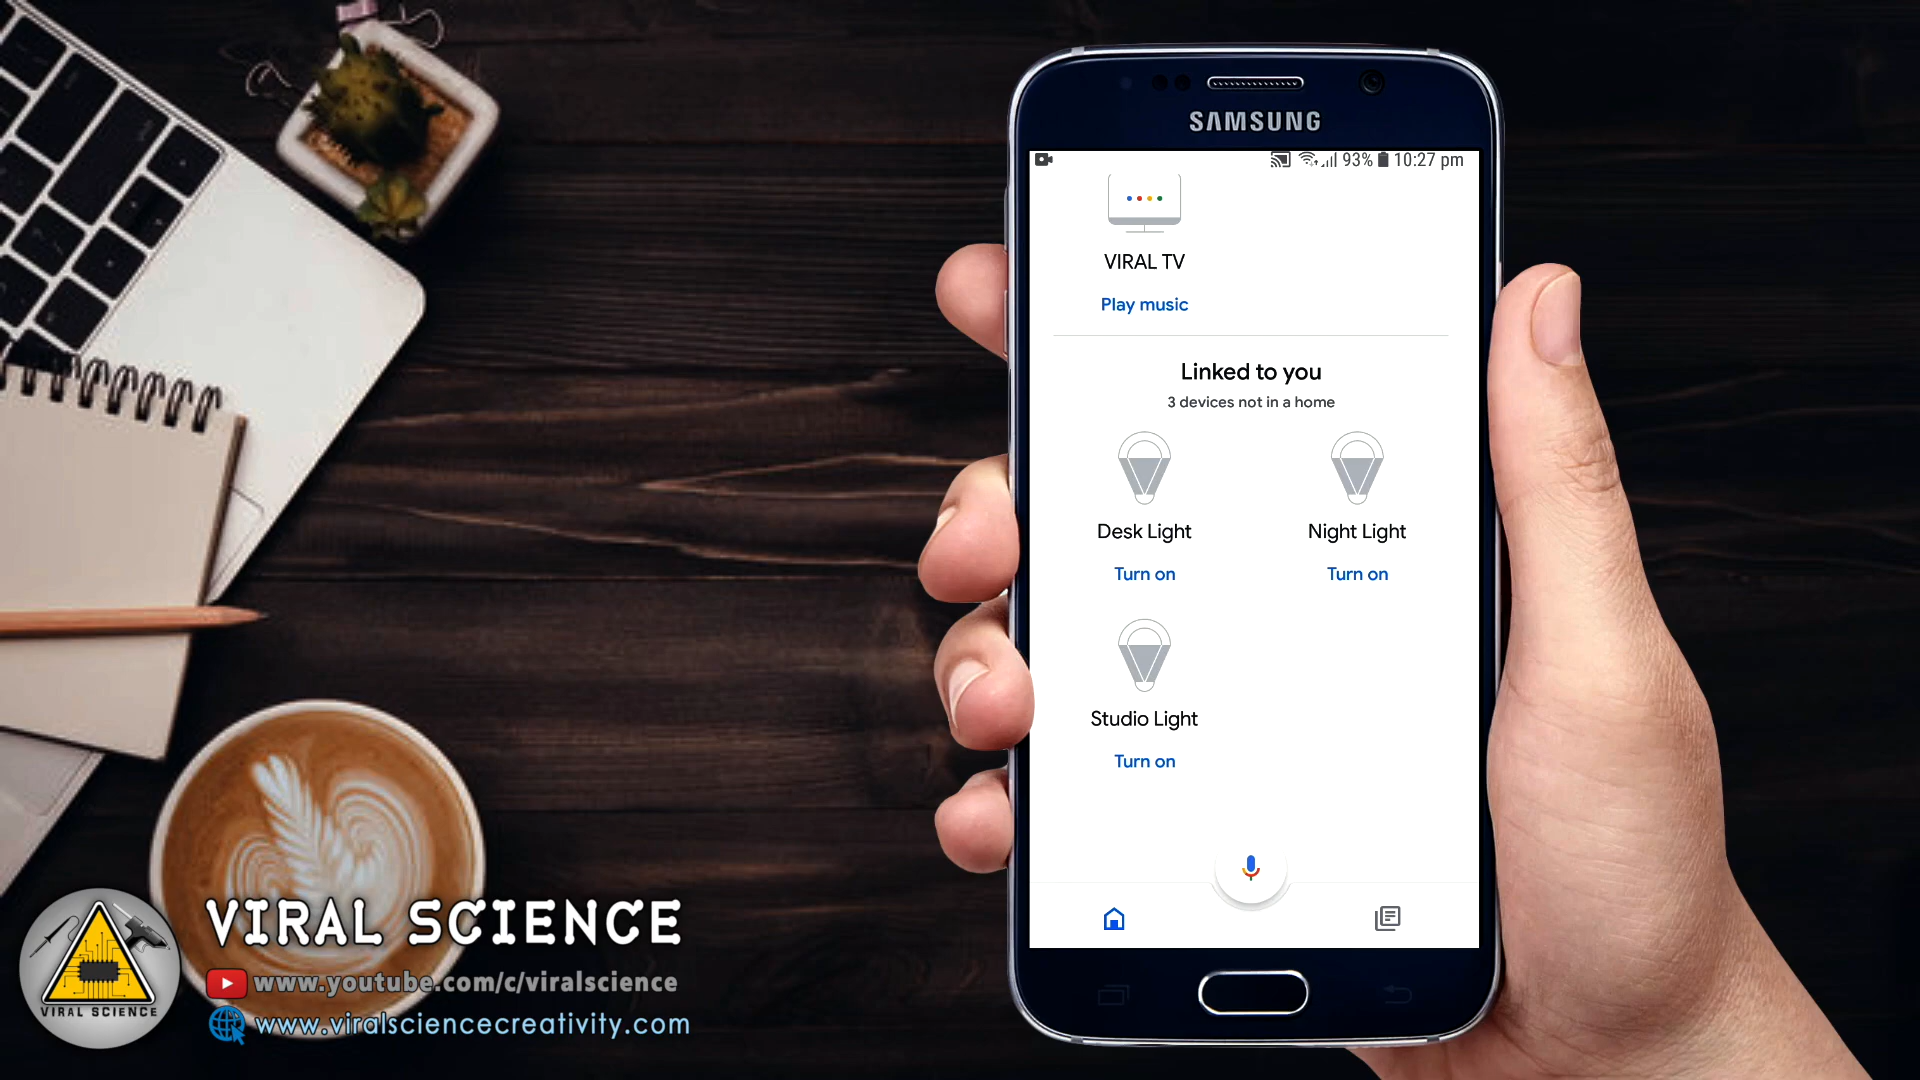 SAMSUNG
93% 10:27 pm
VIRAL TV
Play music
Linked to you
3 devices not in a home
Desk Light
Night Light
Turn on
Turn on
Studio Light
Turn on
VIRAL SCIENCE
VIRAL SCIENCE
www.youtube.com/c/viralscience
www.viralsciencecreativity.com